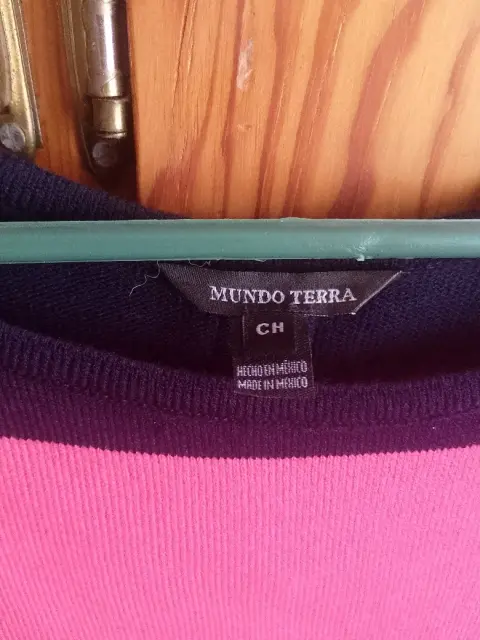 MUNDO TERRA
CH
HECHO EN MÉXICO
MADE IN MEXICO